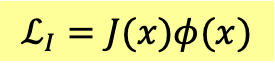 ℒ_I = J(x)ϕ(x)